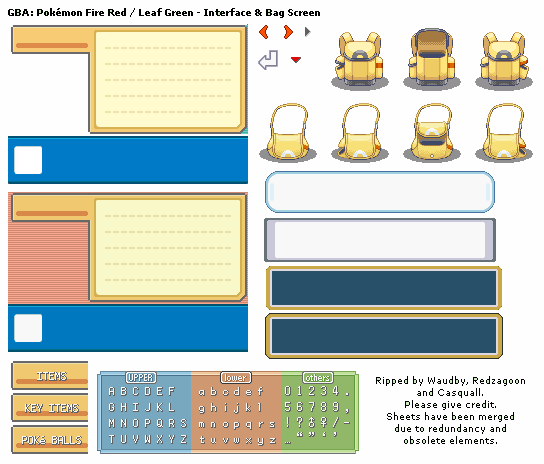 GBA: Pokémon Fire Red / Leaf Green - Interface & Bag Screen
ITEMS
KEY ITEMS
POKé BALLS
UPPER lower others
A B C D E F a b c d e f 0 1 2 3 4 .
G H I J K L g h i j k l 5 6 7 8 9 ,
M N O P Q R S m n o p q r s ! ? ♂ ♀ / -
T U V W X Y Z t u v w x y z … “ ” ‘ ’
Ripped by Waudby, Redzagoon
and Casquall.
Please give credit.
Sheets have been merged
due to redundancy and
obsolete elements.